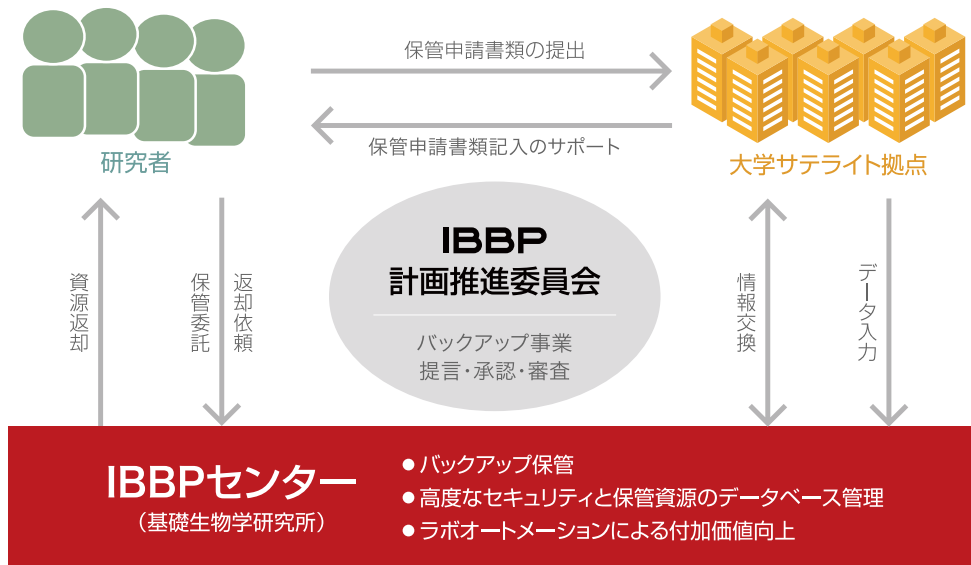 保管申請書類の提出
保管申請書類記入のサポート
研究者
大学サテライト拠点
IBBP
計画推進委員会
バックアップ事業
提言・承認・審査
資源返却
保管委託
返却依頼
情報交換
データ入力
IBBPセンター
（基礎生物学研究所）
●バックアップ保管
●高度なセキュリティと保管資源のデータベース管理
●ラボオートメーションによる付加価値向上